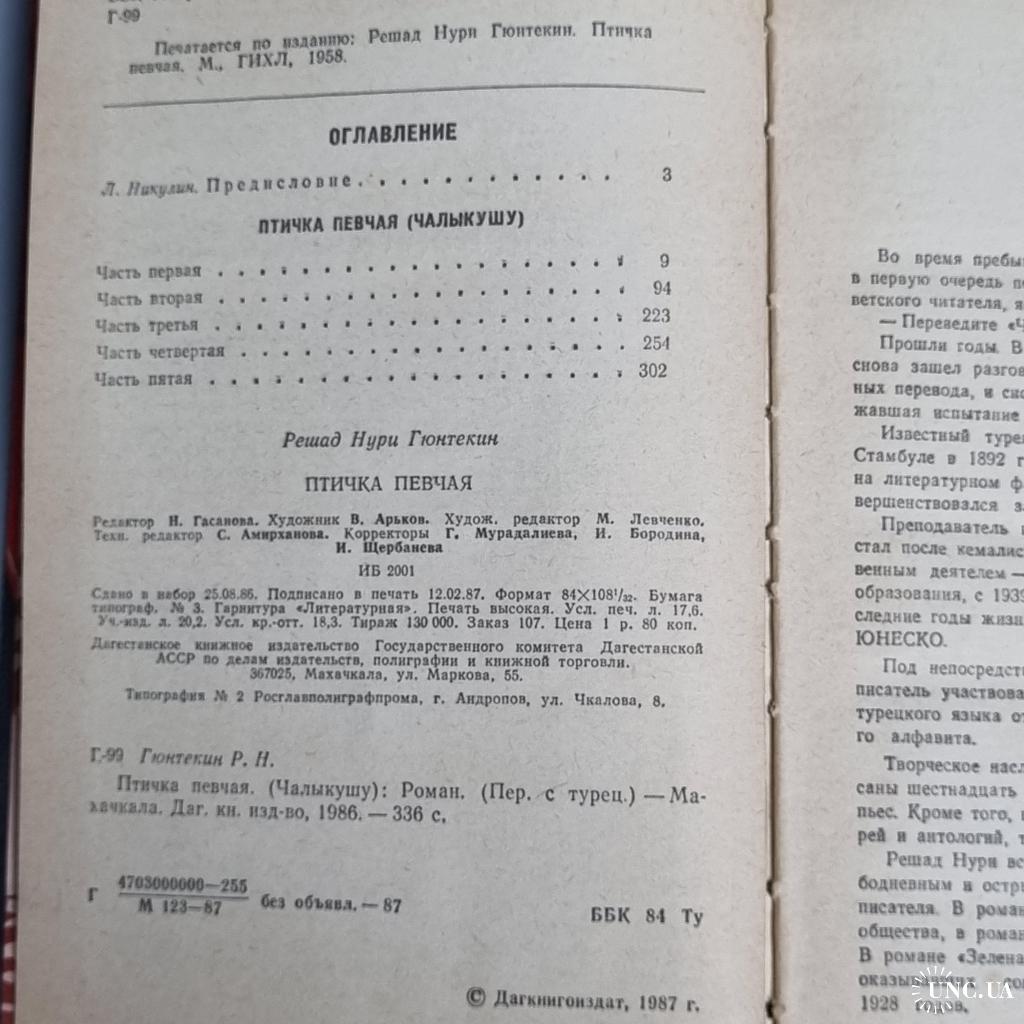 Г-99
Печатается по изданию: Решад Нури Гюнтекин. Птичка
певчая. М., ГИХЛ, 1958.
ОГЛАВЛЕНИЕ
Л. Никулин. Предисловие . . . . . . . . . . . . 3
ПТИЧКА ПЕВЧАЯ (ЧАЛЫКУШУ)
Часть первая . . . . . . . . . . . . . . 9
Часть вторая . . . . . . . . . . . . . . 94
Часть третья . . . . . . . . . . . . . . 223
Часть четвертая . . . . . . . . . . . . . 254
Часть пятая . . . . . . . . . . . . . . 302
Решад Нури Гюнтекин
ПТИЧКА ПЕВЧАЯ
Редактор Н. Гасанова. Художник В. Арьков. Худож. редактор М. Левченко.
Техн. редактор С. Амирханова. Корректоры Г. Мурадалиева, И. Бородина,
И. Щербанева
ИБ 2001
Сдано в набор 25.08.86. Подписано в печать 12.02.87. Формат 84×108¹/₃₂. Бумага
типограф. № 3. Гарнитура «Литературная». Печать высокая. Усл. печ. л. 17,6.
Уч.-изд. л. 20,2. Усл. кр.-отт. 18,3. Тираж 130 000. Заказ 107. Цена 1 р. 80 коп.
Дагестанское книжное издательство Государственного комитета Дагестанской
АССР по делам издательств, полиграфии и книжной торговли.
367025, Махачкала, ул. Маркова, 55.
Типография № 2 Росглавполиграфпрома, г. Андропов, ул. Чкалова, 8.
Г-99 Гюнтекин Р. Н.
Птичка певчая. (Чалыкушу): Роман. (Пер. с турец.) — Ма-
хачкала. Даг. кн. изд-во, 1986. — 336 с.
Г 4703000000—255
М 123—87
без объявл. — 87
ББК 84 Ту
© Дагкнигоиздат, 1987 г.
Во время пребы
в первую очередь
ветского читателя, я
— Переведите «Ч
Прошли годы. В
снова зашел разгов
ных перевода, и
жавшая испытание
Известный туре
Стамбуле в 1892 г
на литературном ф
вершенствовался з
Преподаватель
стал после кемалис
венным деятелем —
образования, с 1939
следние годы жизн
ЮНЕСКО.
Под непосредст
писатель участвова
турецкого языка от
го алфавита.
Творческое насл
саны шестнадцать
пьес. Кроме того,
рей и антологий, т
Решад Нури вс
бодневным и остры
писателя. В роман
общества, в роман
В романе «Зелена
оказывавших
1928 годов.
UNC.UA